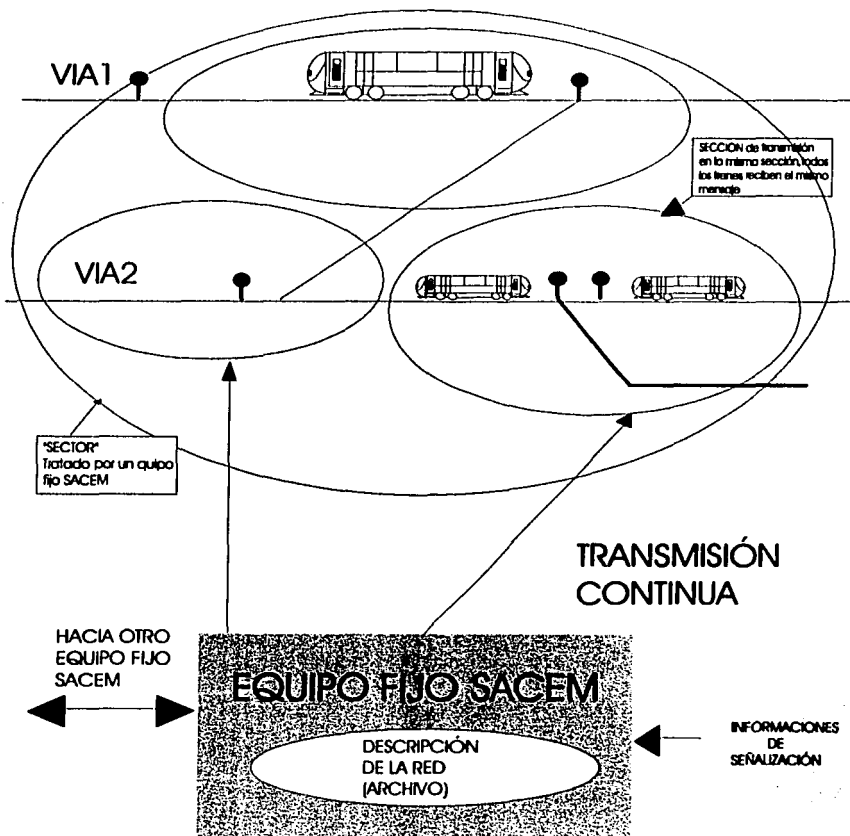 VIA1
SECCION de transmisión
en la misma sección, todos
los trenes reciben el mismo
mensaje
VIA2
"SECTOR"
Tratado por un quipo
fijo SACEM
TRANSMISIÓN
CONTINUA
HACIA OTRO
EQUIPO FIJO
SACEM
EQUIPO FIJO SACEM
DESCRIPCIÓN
DE LA RED
(ARCHIVO)
INFORMACIONES
DE
SEÑALIZACIÓN